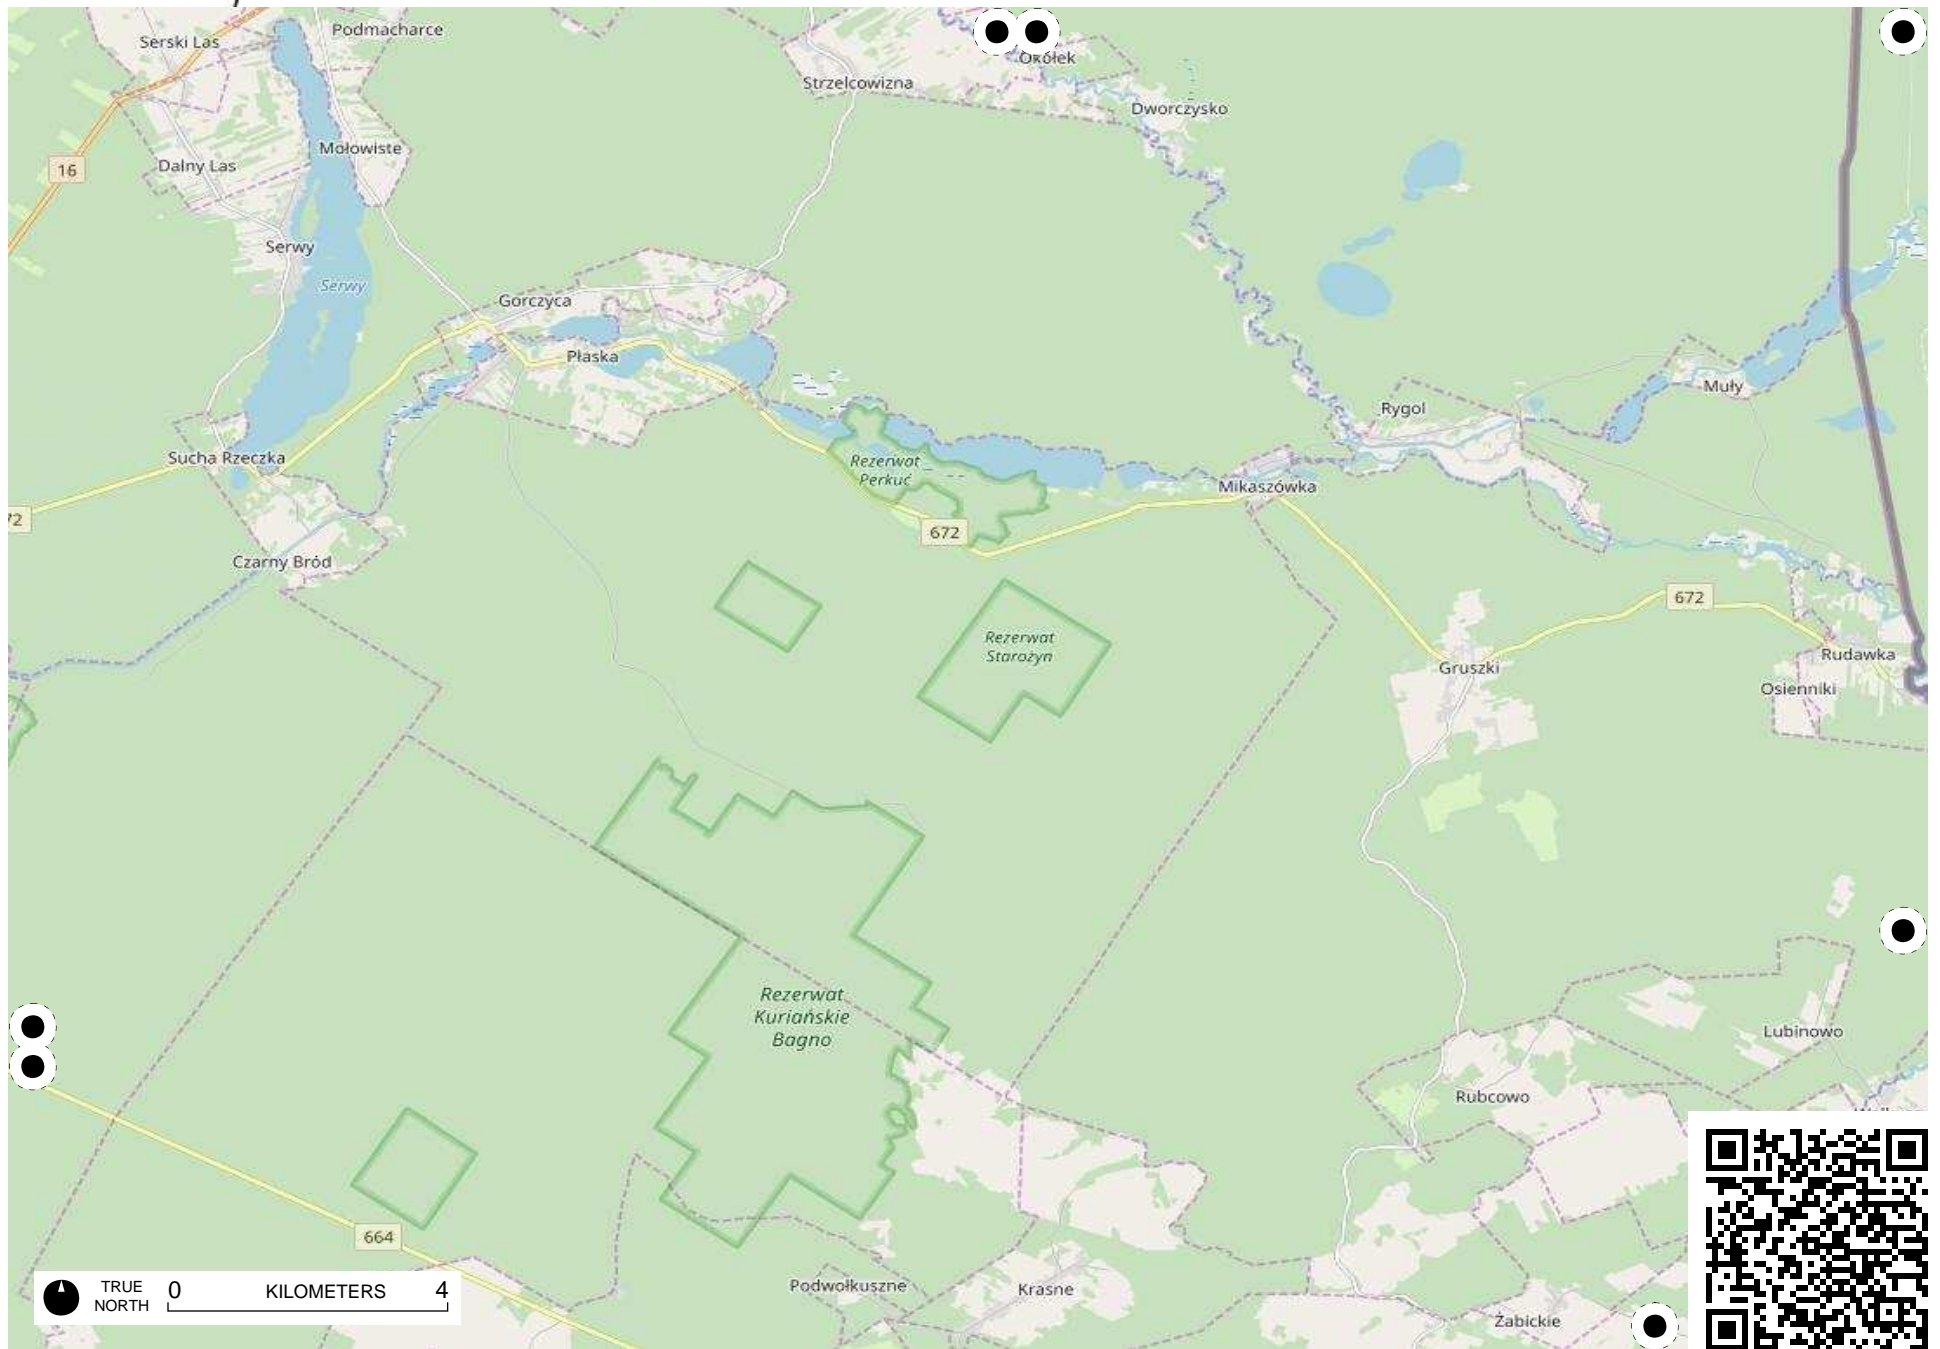 Podmacharce
Serski Las
Okółek
Strzelcowizna
Dworczysko
Mołowiste
Dalny Las
16
Serwy
Serwy
Gorczyca
Płaska
Muły
Rygol
Sucha Rzeczka
Rezerwat
Perkuć
Mikaszówka
72
672
Czarny Bród
672
Rezerwat
Starożyn
Rudawka
Gruszki
Osienniki
Rezerwat
Kuriańskie
Bagno
Lubinowo
Rubcowo
664
Podwołkuszne
Krasne
Żabickie
TRUE
NORTH
0 KILOMETERS 4